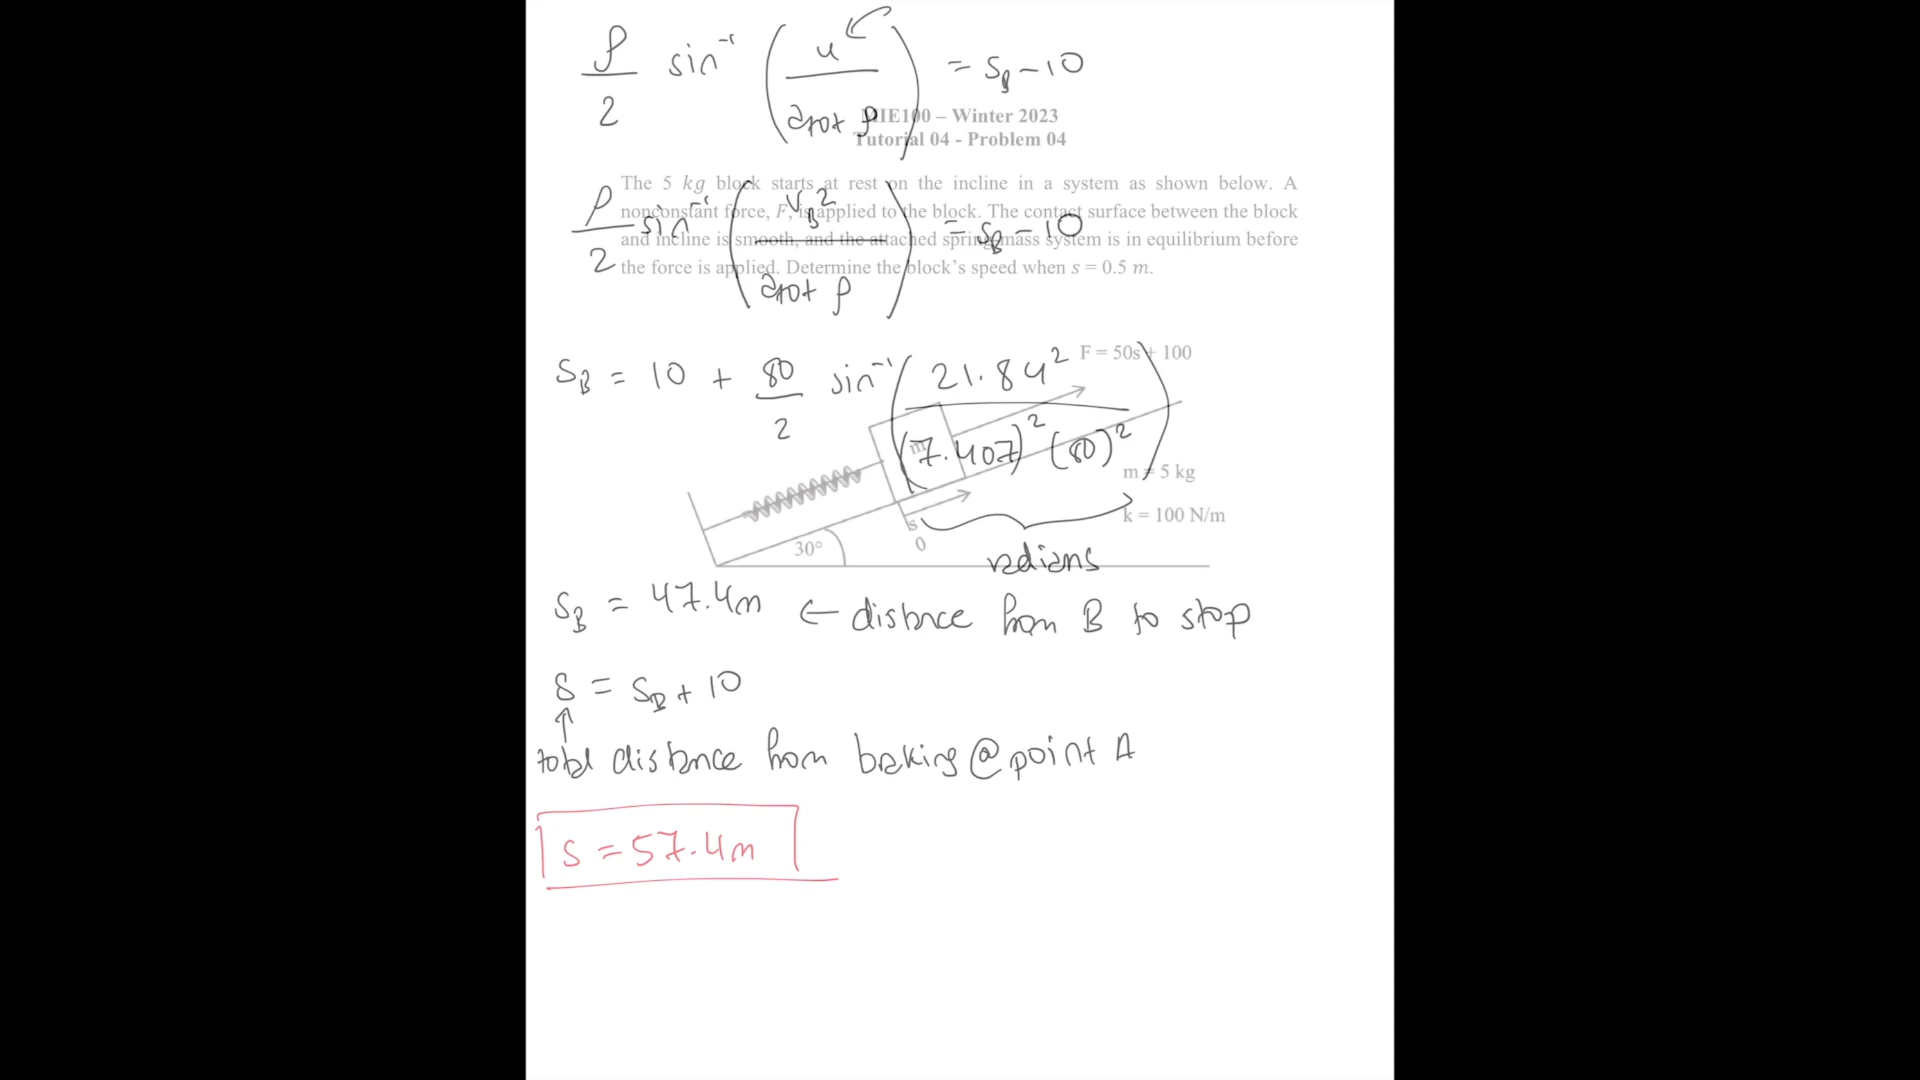 ρ/2 sin⁻¹ (u / a_tot ρ) = s_B - 10
MIE100 – Winter 2023
Tutorial 04 - Problem 04
The 5 kg block starts at rest on the incline in a system as shown below. A
nonconstant force, F, is applied to the block. The contact surface between the block
and incline is smooth, and the attached spring-mass system is in equilibrium before
the force is applied. Determine the block's speed when s = 0.5 m.
ρ/2 sin⁻¹ (v_B² / a_tot ρ) = s_B - 10
F = 50s + 100
s_B = 10 + 80/2 sin⁻¹ (21.84² / (7.407)² (80)²)
m
m = 5 kg
k = 100 N/m
s
0
30°
radians
s_B = 47.4m ← distance from B to stop
s = s_B + 10
↑
total distance from baking @ point A
s = 57.4m